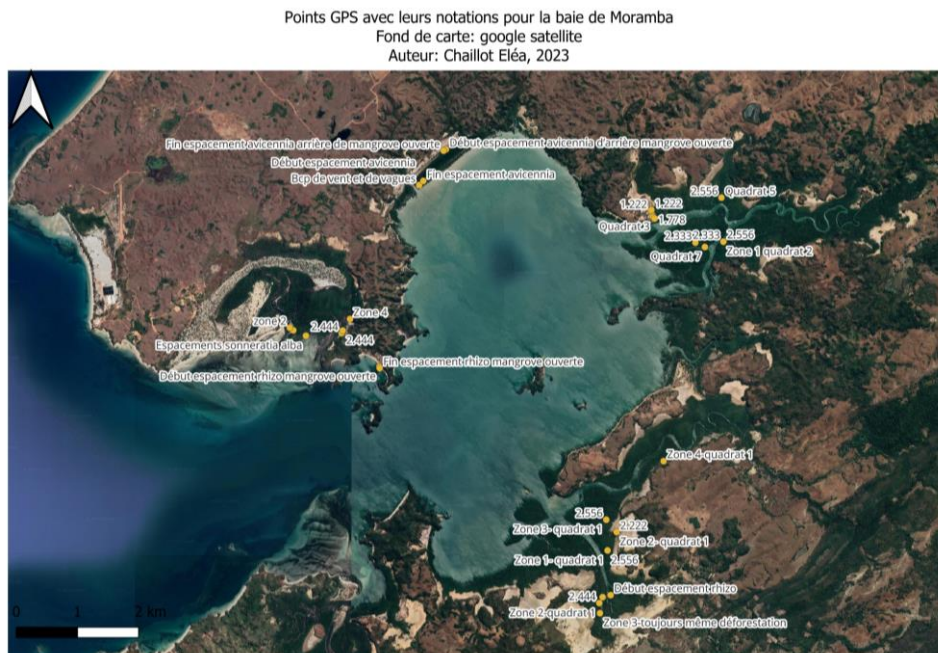 Points GPS avec leurs notations pour la baie de Moramba
Fond de carte: google satellite
Auteur: Chaillot Eléa, 2023
Fin espacement avicennia arrière de mangrove ouverte
Début espacement avicennia d'arrière mangrove ouverte
Début espacement avicennia
Bcp de vent et de vagues
Fin espacement avicennia
2.556
Quadrat 5
1.222
1.222
1.778
Quadrat 3
2.333
2.333
2.556
Quadrat 7
Zone 1 quadrat 2
zone 2
Zone 4
2.444
2.444
Espacements sonneratia alba
Fin espacement rhizo mangrove ouverte
Début espacement rhizo mangrove ouverte
Zone 4-quadrat 1
2.556
2.222
Zone 3- quadrat 1
Zone 2- quadrat 1
Zone 1- quadrat 1
2.556
Début espacement rhizo
2.444
Zone 2-quadrat 1
Zone 3-toujours même déforestation
0 1 2 km